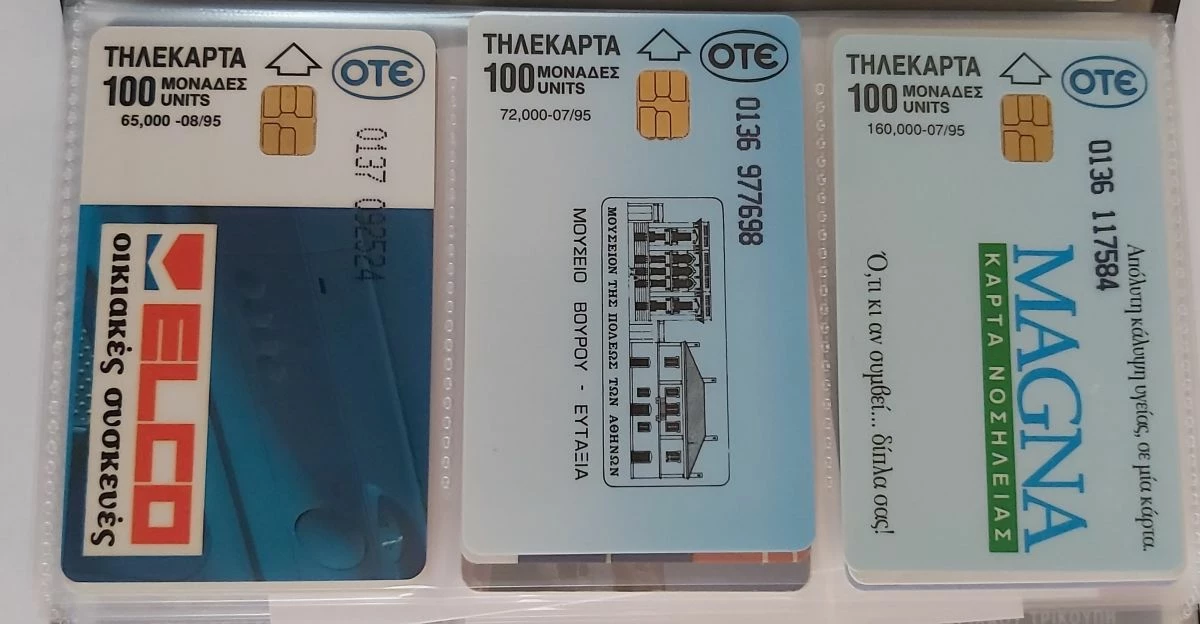 ΤΗΛΕΚΑΡΤΑ
100 ΜΟΝΑΔΕΣ
UNITS
65,000 -08/95
ΟΤΕ
0137 092524
ELCO
οικιακές συσκευές
ΤΗΛΕΚΑΡΤΑ
100 ΜΟΝΑΔΕΣ
UNITS
72,000-07/95
ΟΤΕ
0136 977698
ΜΟΥΣΕΙΟΝ ΤΗΣ ΠΟΛΕΩΣ ΤΩΝ ΑΘΗΝΩΝ
ΜΟΥΣΕΙΟ ΒΟΥΡΟΥ - ΕΥΤΑΞΙΑ
ΤΗΛΕΚΑΡΤΑ
100 ΜΟΝΑΔΕΣ
UNITS
160,000-07/95
ΟΤΕ
0136 117584
Απόλυτη κάλυψη υγείας, σε μία κάρτα.
MAGNA
ΚΑΡΤΑ ΝΟΣΗΛΕΙΑΣ
Ό,τι κι αν συμβεί... δίπλα σας!
ΤΡΙΚΟΥΠΗ